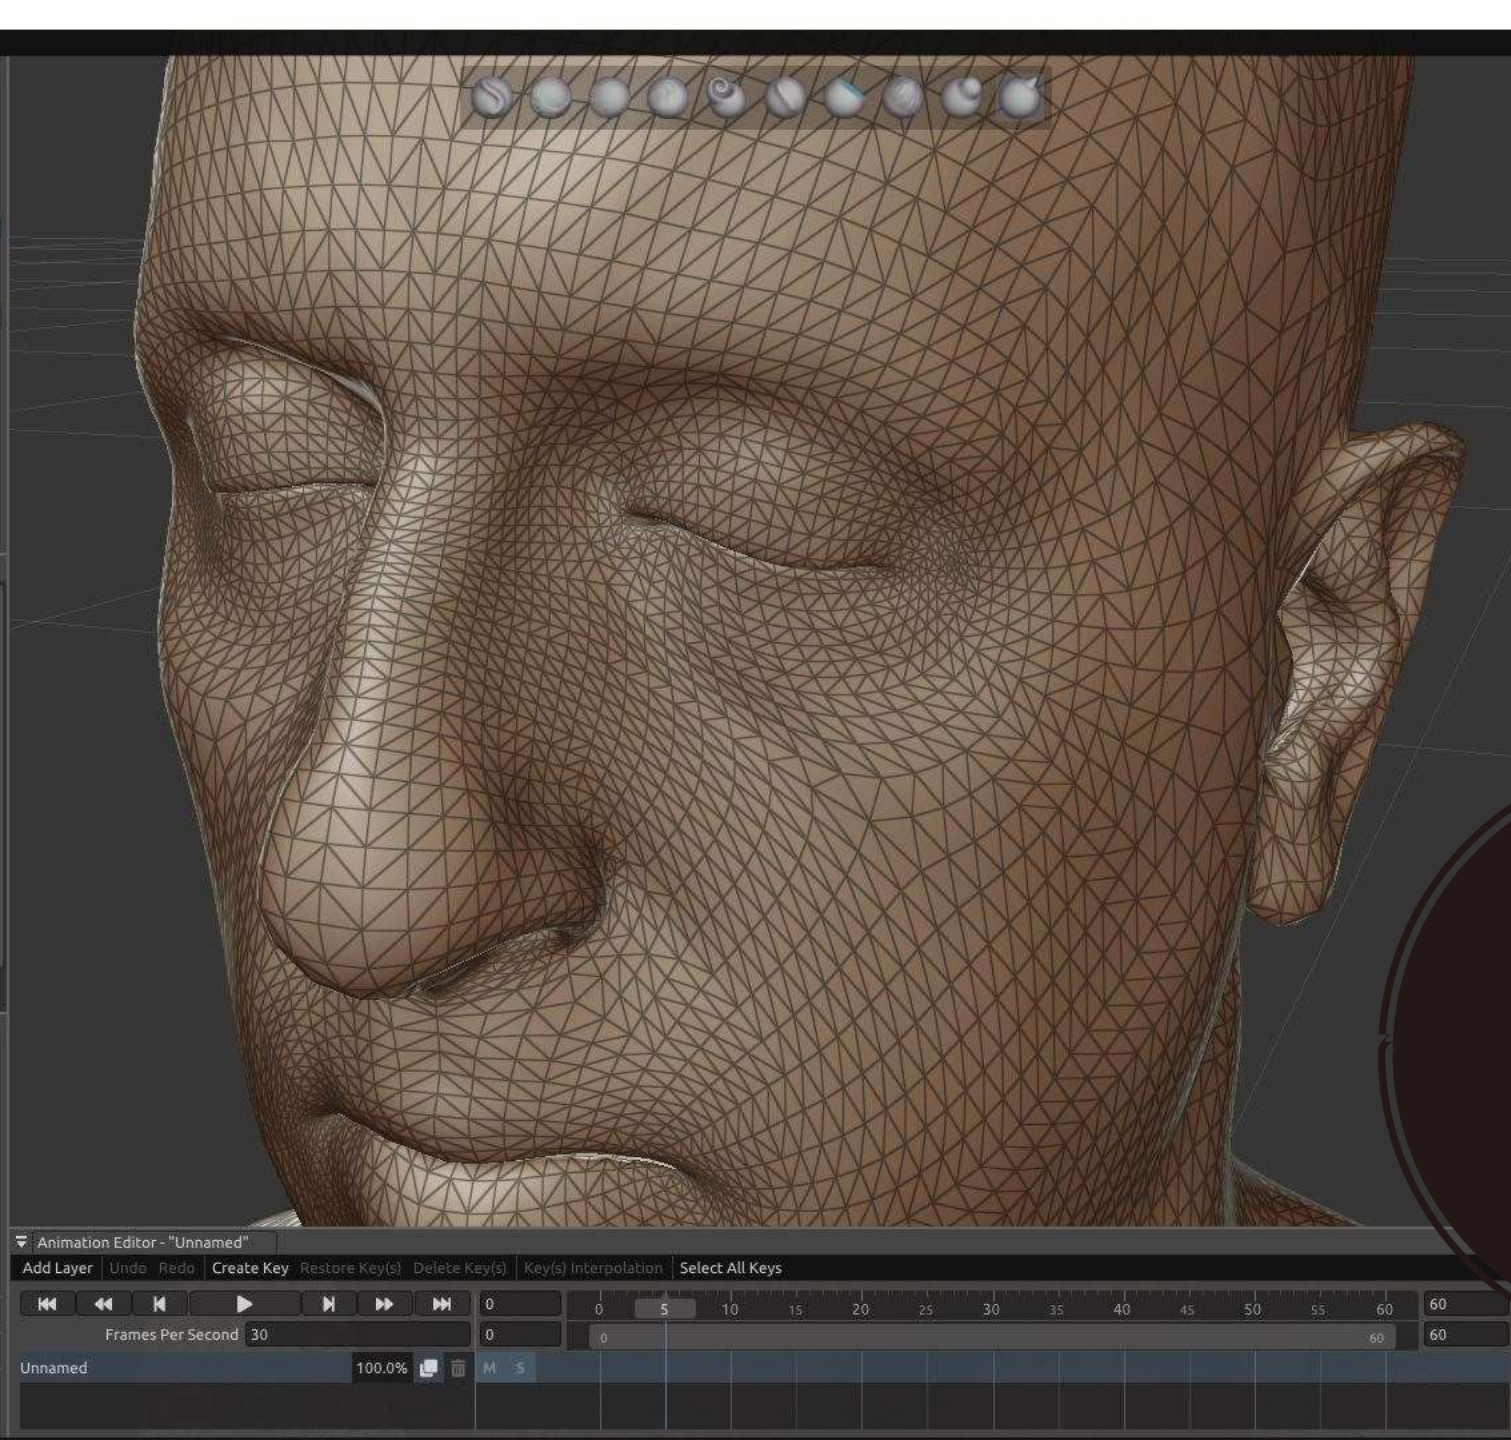 Animation Editor - "Unnamed"
Add Layer Undo Redo Create Key Restore Key(s) Delete Key(s) Key(s) Interpolation Select All Keys
0 0 5 10 15 20 25 30 35 40 45 50 55 60 60
Frames Per Second 30 0 0 60 60
Unnamed 100.0% M S